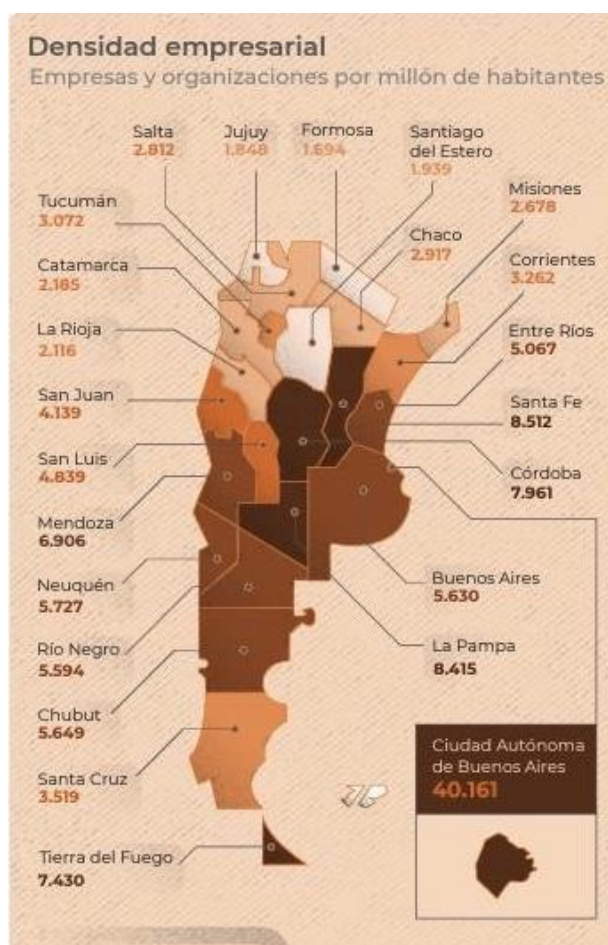 Densidad empresarial
Empresas y organizaciones por millón de habitantes
Salta
2.812
Jujuy
1.848
Formosa
1.694
Santiago
del Estero
1.939
Misiones
2.678
Tucumán
3.072
Chaco
2.917
Corrientes
3.262
Catamarca
2.185
Entre Ríos
5.067
La Rioja
2.116
Santa Fe
8.512
San Juan
4.139
Córdoba
7.961
San Luis
4.839
Mendoza
6.906
Buenos Aires
5.630
Neuquén
5.727
La Pampa
8.415
Río Negro
5.594
Chubut
5.649
Ciudad Autónoma
de Buenos Aires
40.161
Santa Cruz
3.519
Tierra del Fuego
7.430